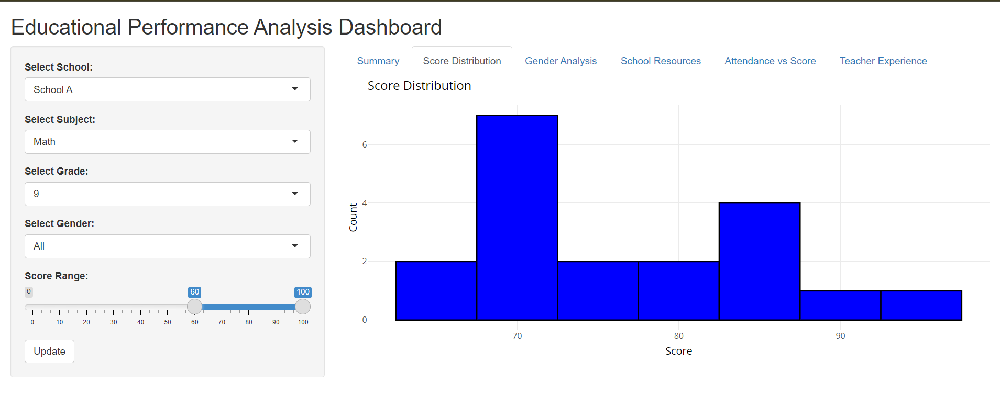 Educational Performance Analysis Dashboard
Select School:
School A
Select Subject:
Math
Select Grade:
9
Select Gender:
All
Score Range:
0 60 100
0 10 20 30 40 50 60 70 80 90 100
Update
Summary Score Distribution Gender Analysis School Resources Attendance vs Score Teacher Experience
Score Distribution
Count
6
4
2
0
70 80 90
Score